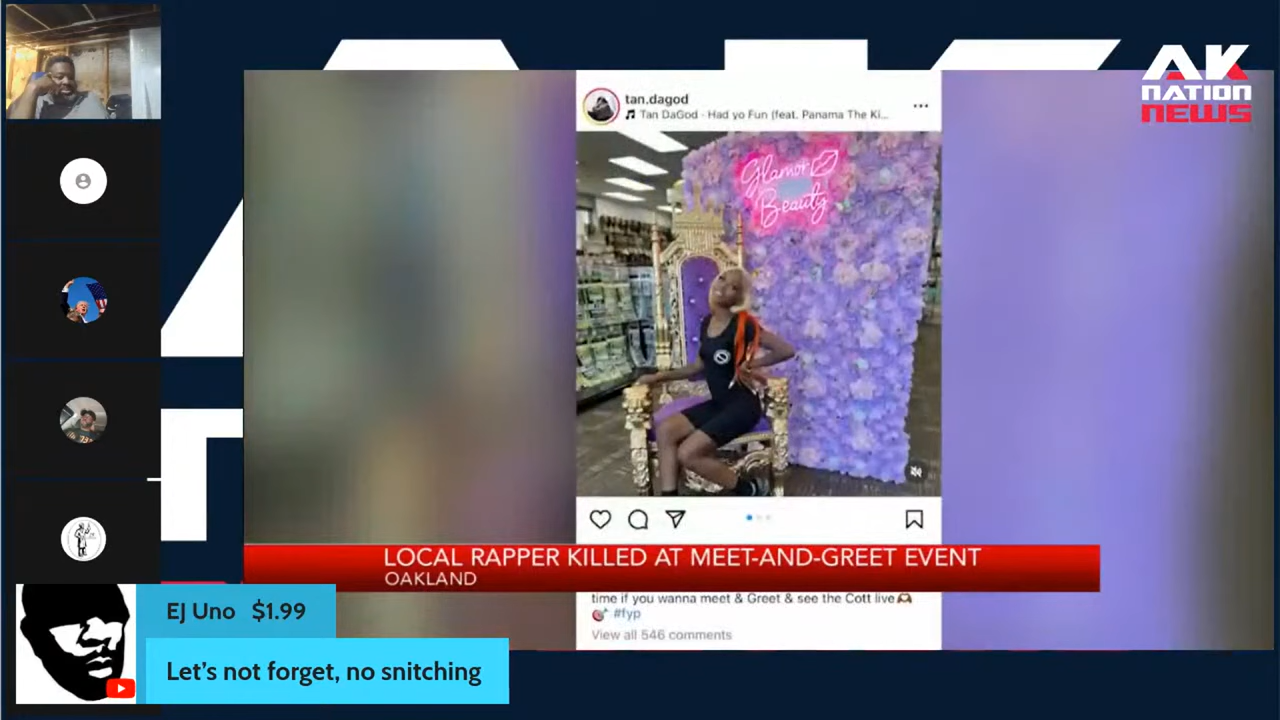 AK
NATION
NEWS
tan.dagod
Tan DaGod · Had yo Fun (feat. Panama The Ki...
Glamor
Beauty
LOCAL RAPPER KILLED AT MEET-AND-GREET EVENT
OAKLAND
time if you wanna meet & Greet & see the Cott live
#fyp
View all 546 comments
EJ Uno $1.99
Let's not forget, no snitching